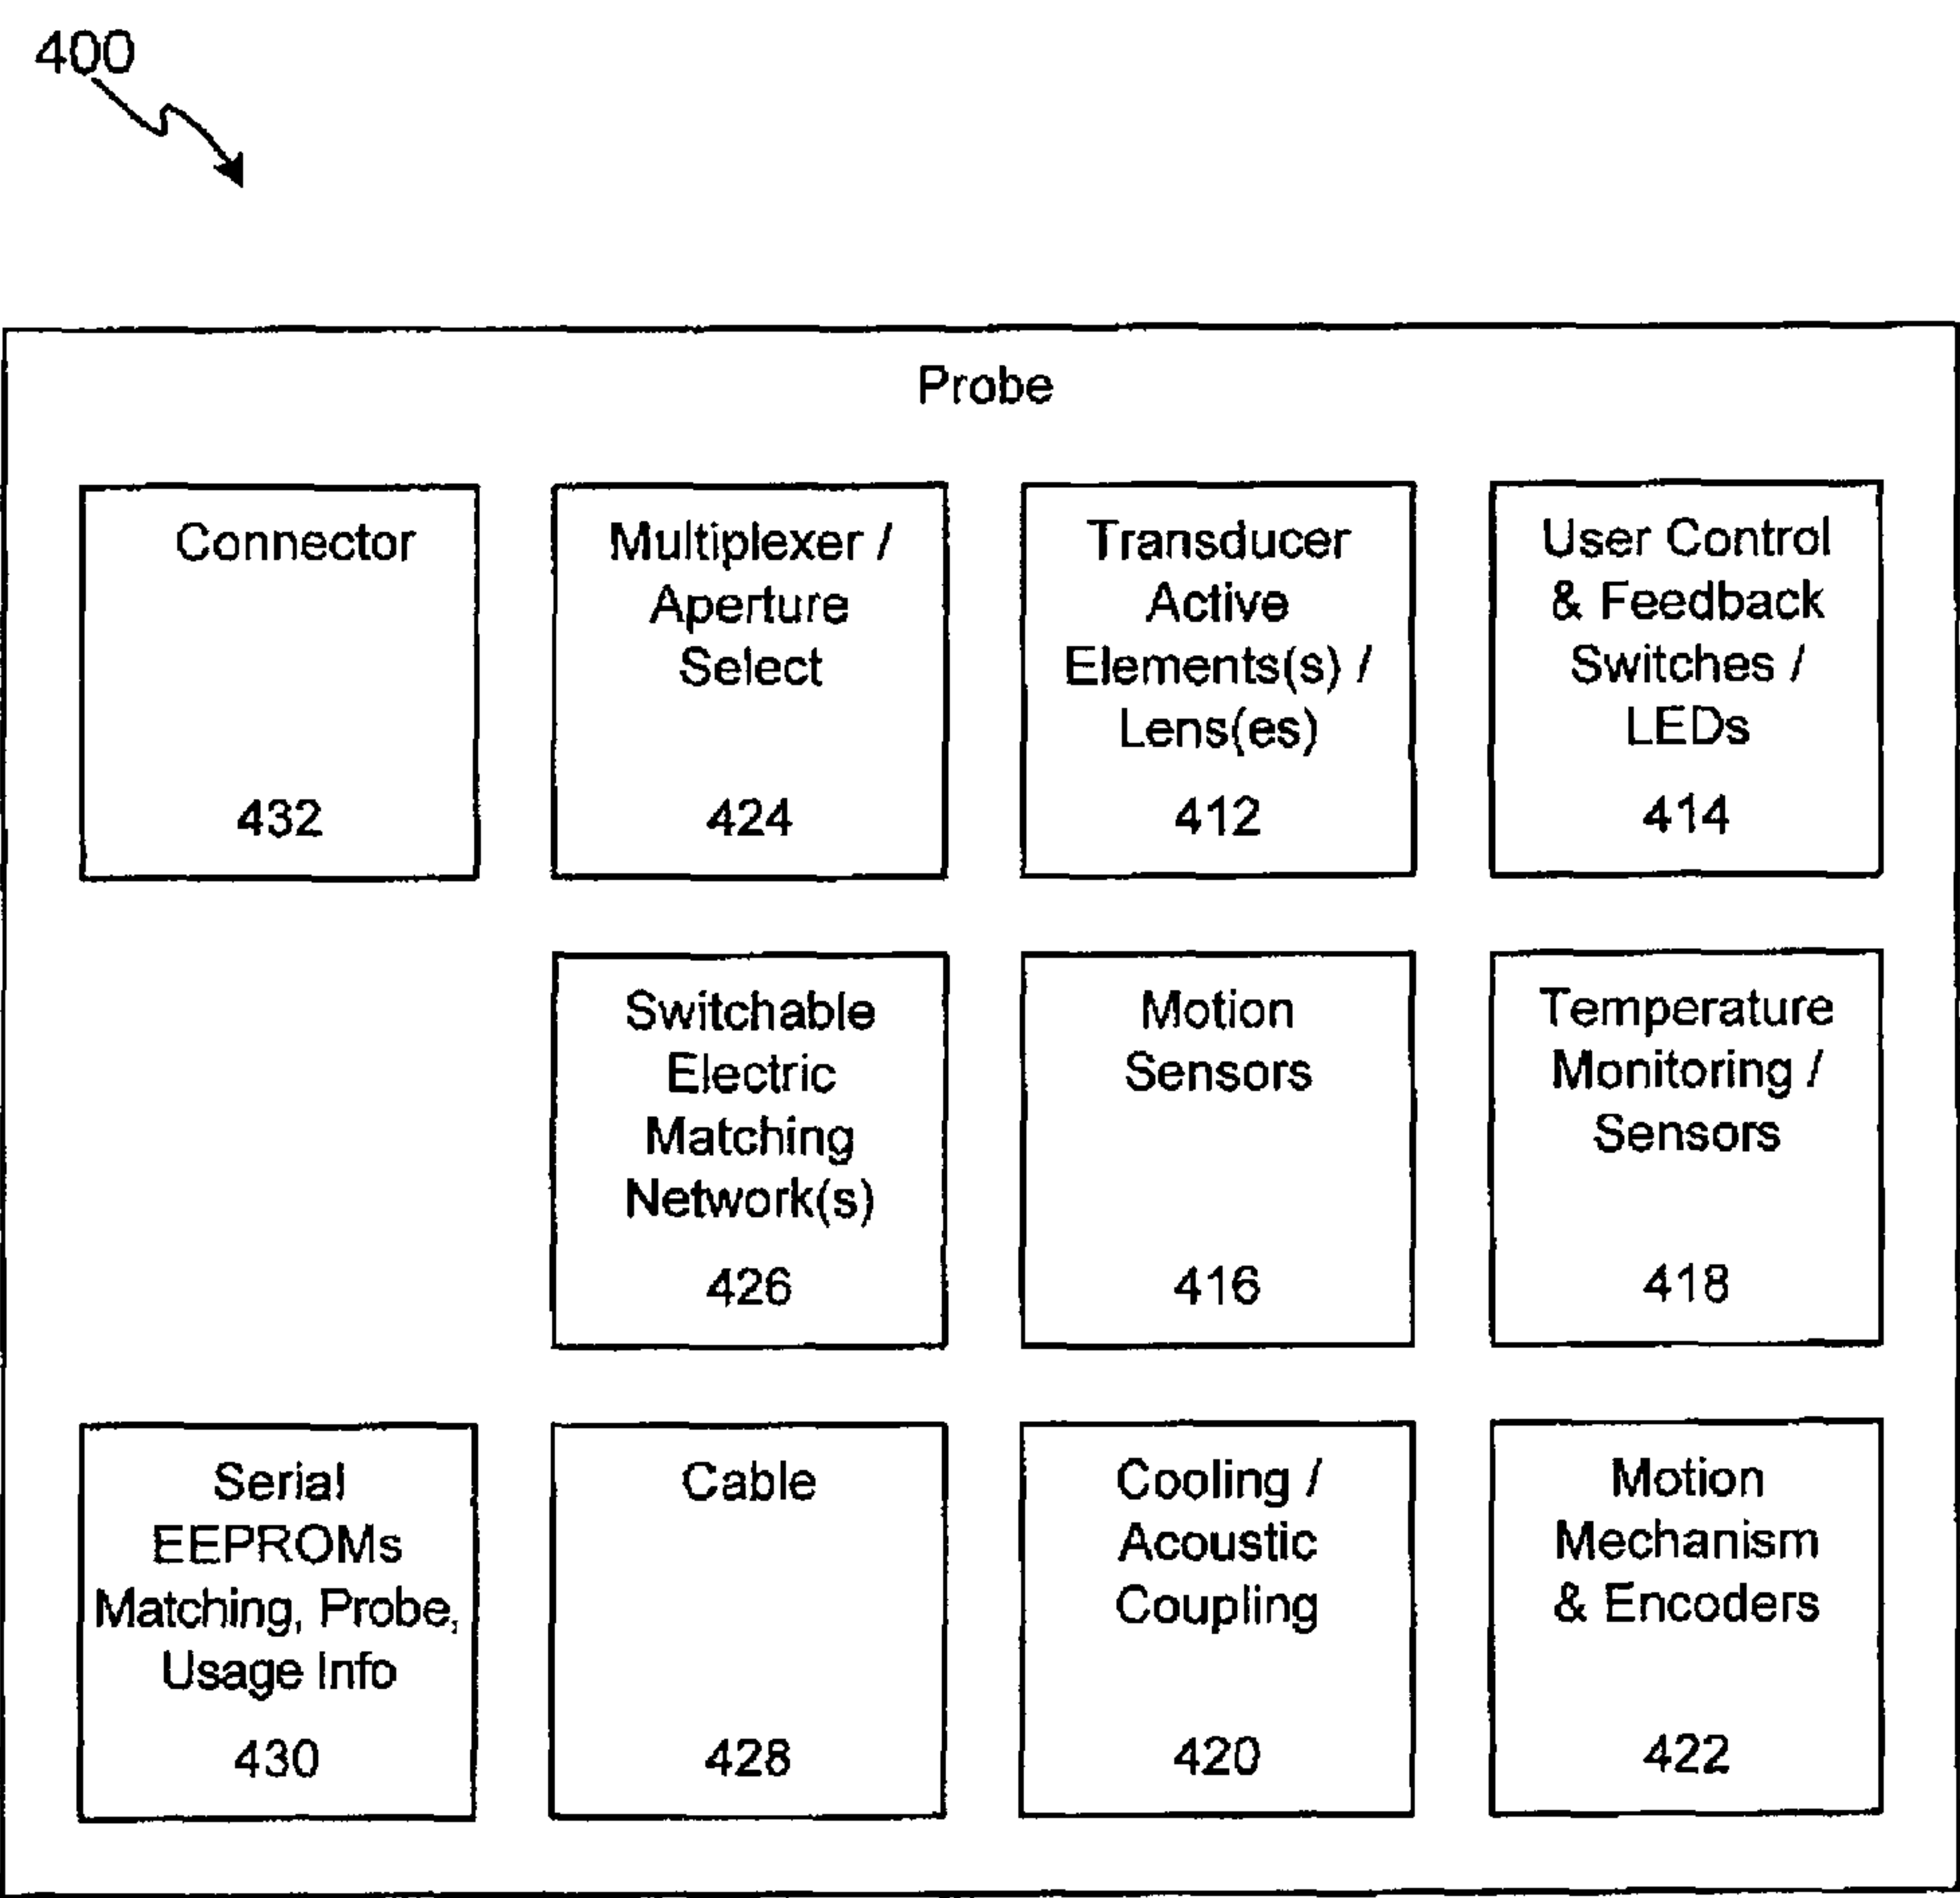 400
Probe
Connector
432
Multiplexer /
Aperture
Select
424
Transducer
Active
Elements(s) /
Lens(es)
412
User Control
& Feedback
Switches /
LEDs
414
Switchable
Electric
Matching
Network(s)
426
Motion
Sensors
416
Temperature
Monitoring /
Sensors
418
Serial
EEPROMs
Matching, Probe,
Usage Info
430
Cable
428
Cooling /
Acoustic
Coupling
420
Motion
Mechanism
& Encoders
422